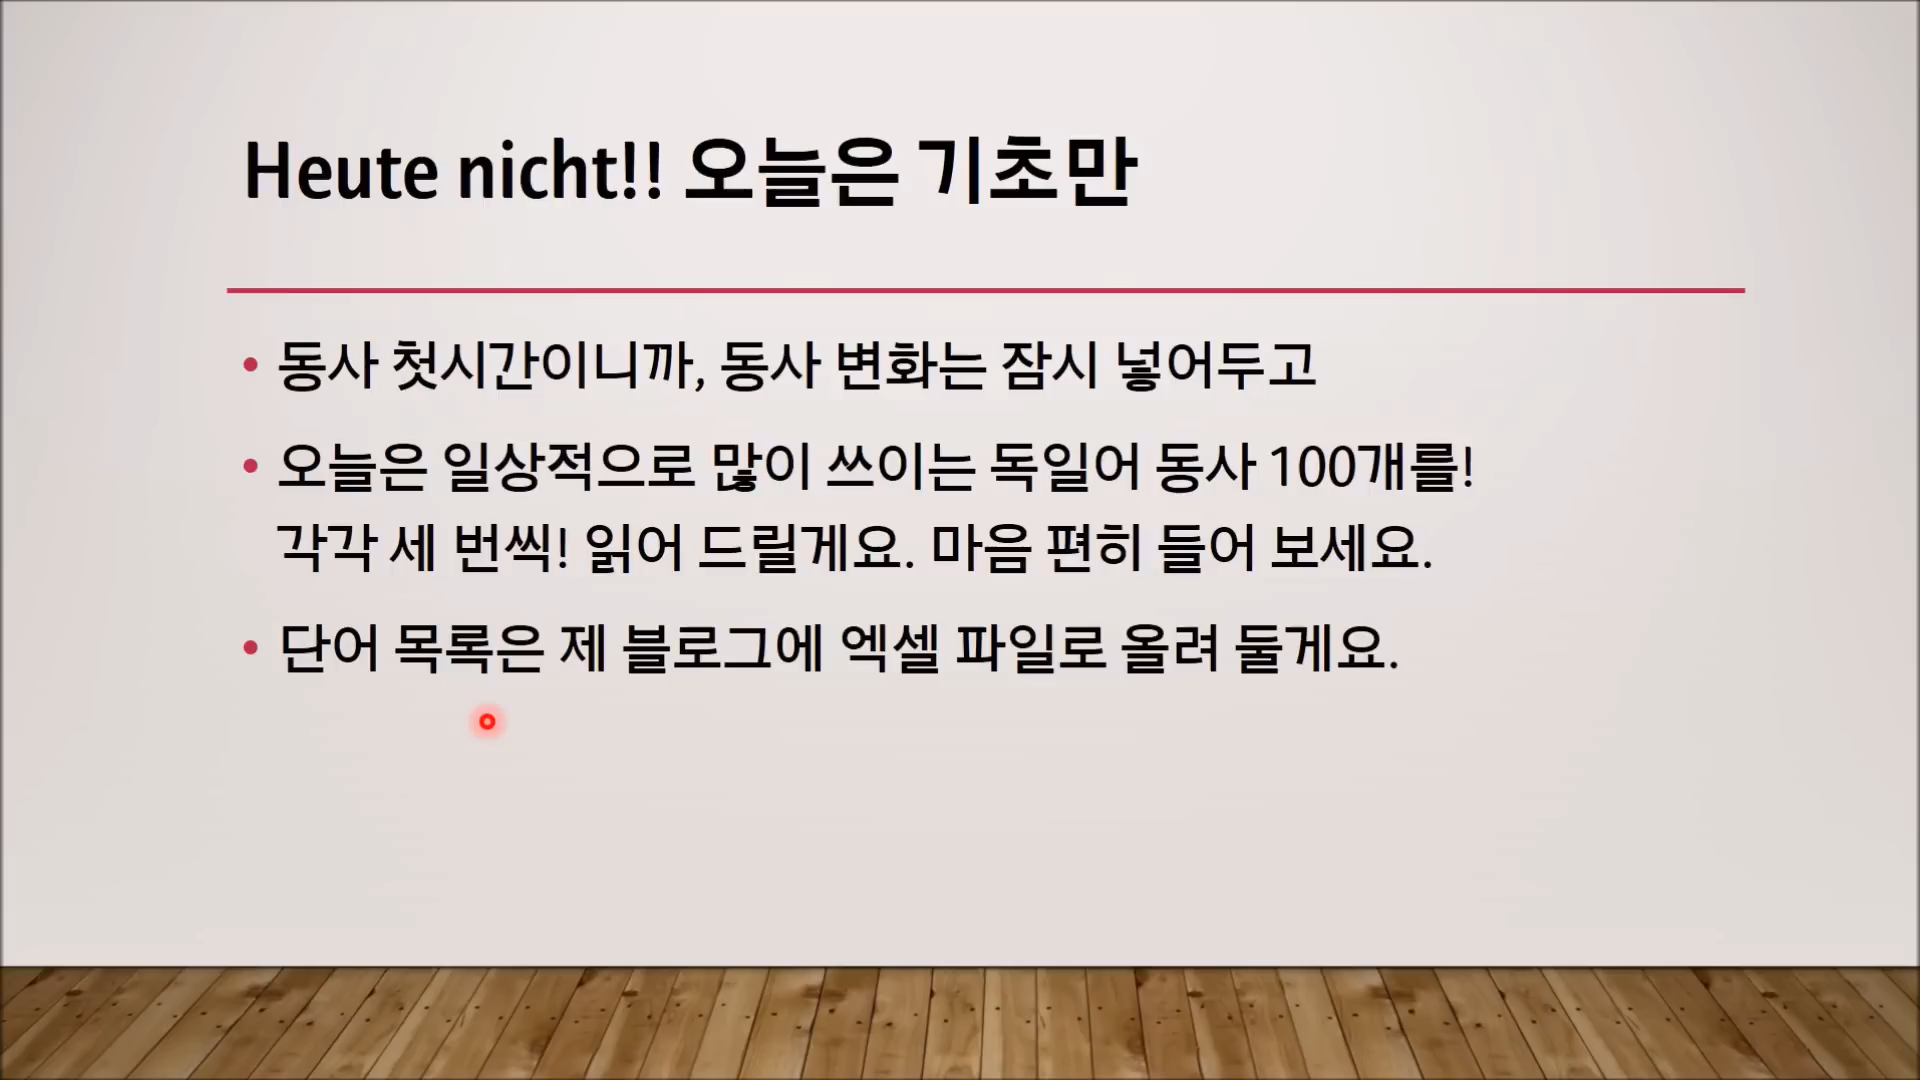 Heute nicht!! 오늘은 기초만
• 동사 첫시간이니까, 동사 변화는 잠시 넣어두고
• 오늘은 일상적으로 많이 쓰이는 독일어 동사 100개를!
각각 세 번씩! 읽어 드릴게요. 마음 편히 들어 보세요.
• 단어 목록은 제 블로그에 엑셀 파일로 올려 둘게요.